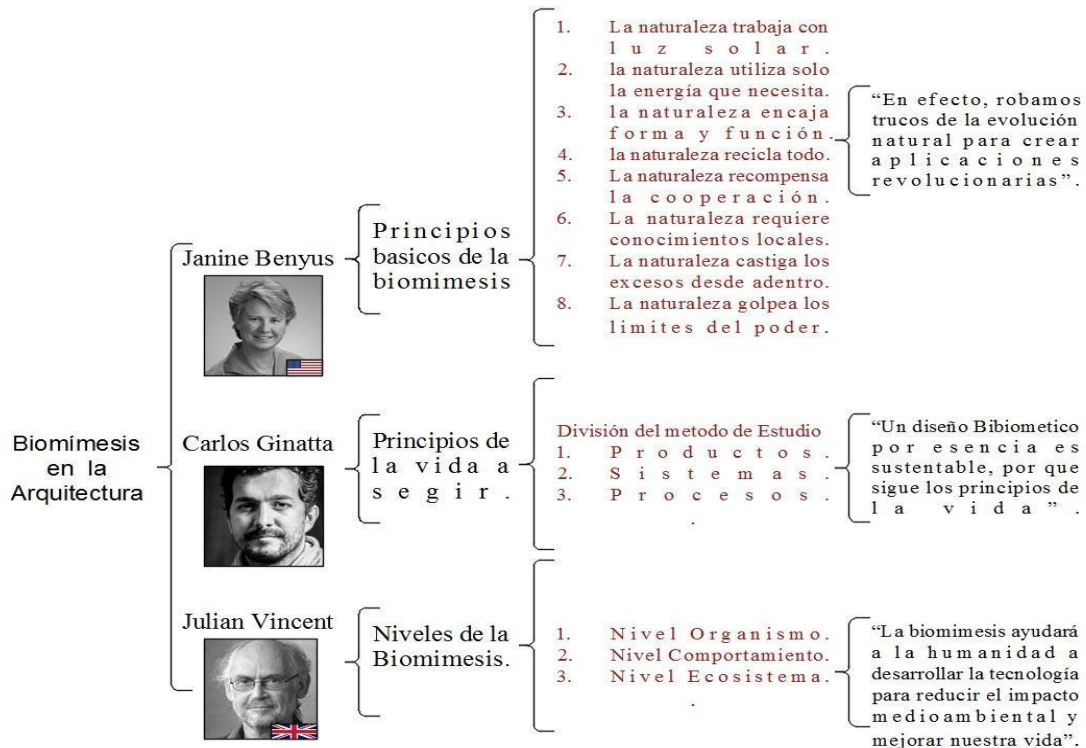 Biomímesis
en la
Arquitectura
Janine Benyus
Principios
basicos de la
biomimesis
1. La naturaleza trabaja con
luz solar.
2. la naturaleza utiliza solo
la energía que necesita.
3. la naturaleza encaja
forma y función.
4. la naturaleza recicla todo.
5. La naturaleza recompensa
la cooperación.
6. La naturaleza requiere
conocimientos locales.
7. La naturaleza castiga los
excesos desde adentro.
8. La naturaleza golpea los
limites del poder.
“En efecto, robamos
trucos de la evolución
natural para crear
aplicaciones
revolucionarias”.
Carlos Ginatta
Principios de
la vida a
segir.
División del metodo de Estudio
1. Productos.
2. Sistemas.
3. Procesos.
.
“Un diseño Bibiometico
por esencia es
sustentable, por que
sigue los principios de
la vida”.
Julian Vincent
Niveles de la
Biomimesis.
1. Nivel Organismo.
2. Nivel Comportamiento.
3. Nivel Ecosistema.
.
“La biomimesis ayudará
a la humanidad a
desarrollar la tecnología
para reducir el impacto
medioambiental y
mejorar nuestra vida”.